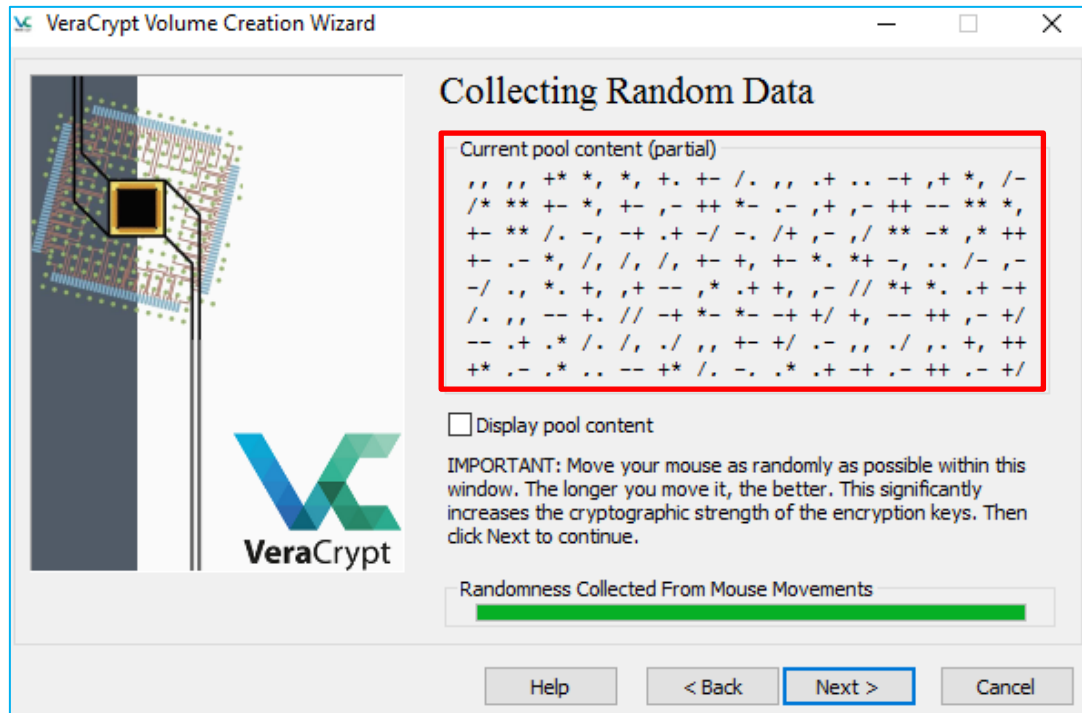 VeraCrypt Volume Creation Wizard
Collecting Random Data
Current pool content (partial)
,, ,, +* *, *, +. +- /. ,, .+ .. -+ ,+ *, /-
/* ** +- *, +- ,- ++ *- .- ,+ ,- ++ -- ** *,
+- ** /. -, -+ .+ -/ -. /+ ,- ,/ ** -* ,* ++
+- .- *, /, /, /, +- +, +- *. *+ -, .. /- ,-
-/ ., *. +, ,+ -- ,* .+ +, ,- // *+ *. .+ -+
/. ,, -- +. // -+ *- *- -+ +/ +, -- ++ ,- +/
-- .+ .* /. /, ./ ,, +- +/ .- ,, ./ ,. +, ++
Display pool content
IMPORTANT: Move your mouse as randomly as possible within this
window. The longer you move it, the better. This significantly
increases the cryptographic strength of the encryption keys. Then
click Next to continue.
VeraCrypt
Randomness Collected From Mouse Movements
Help
< Back
Next >
Cancel